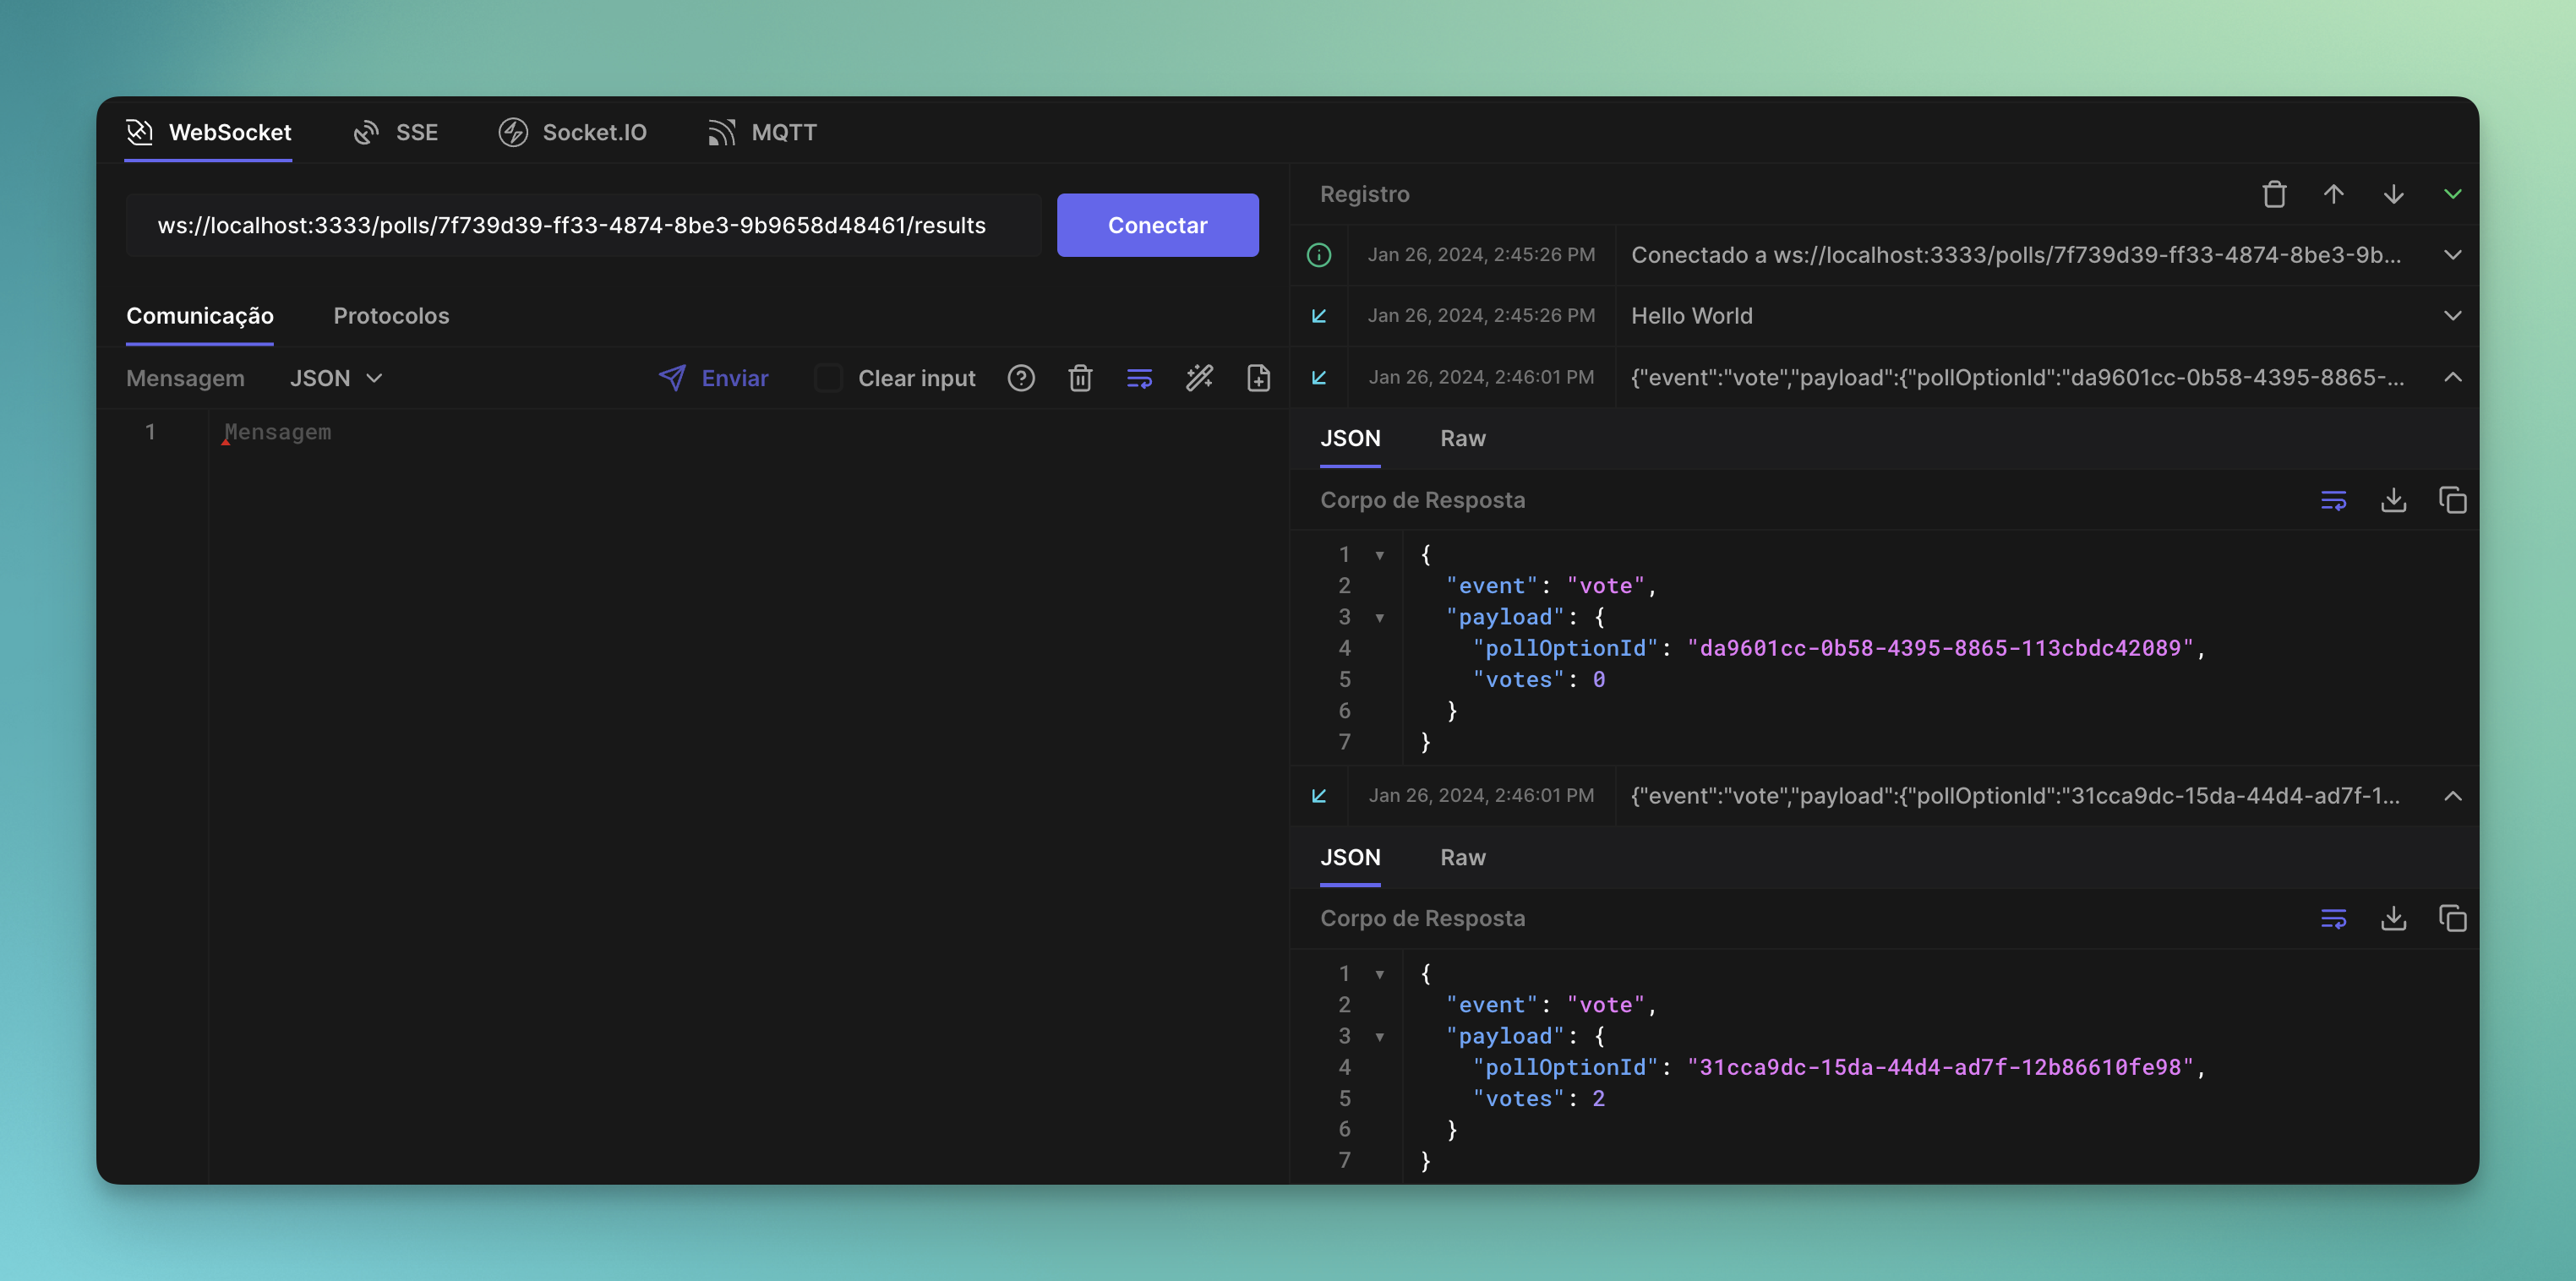 WebSocket SSE Socket.IO MQTT
ws://localhost:3333/polls/7f739d39-ff33-4874-8be3-9b9658d48461/results Conectar
Comunicação Protocolos
Mensagem JSON Enviar Clear input
1 Mensagem
Registro
Jan 26, 2024, 2:45:26 PM Conectado a ws://localhost:3333/polls/7f739d39-ff33-4874-8be3-9b...
Jan 26, 2024, 2:45:26 PM Hello World
Jan 26, 2024, 2:46:01 PM {"event":"vote","payload":{"pollOptionId":"da9601cc-0b58-4395-8865-...
JSON Raw
Corpo de Resposta
1 {
2 "event": "vote",
3 "payload": {
4 "pollOptionId": "da9601cc-0b58-4395-8865-113cbdc42089",
5 "votes": 0
6 }
7 }
Jan 26, 2024, 2:46:01 PM {"event":"vote","payload":{"pollOptionId":"31cca9dc-15da-44d4-ad7f-1...
JSON Raw
Corpo de Resposta
1 {
2 "event": "vote",
3 "payload": {
4 "pollOptionId": "31cca9dc-15da-44d4-ad7f-12b86610fe98",
5 "votes": 2
6 }
7 }